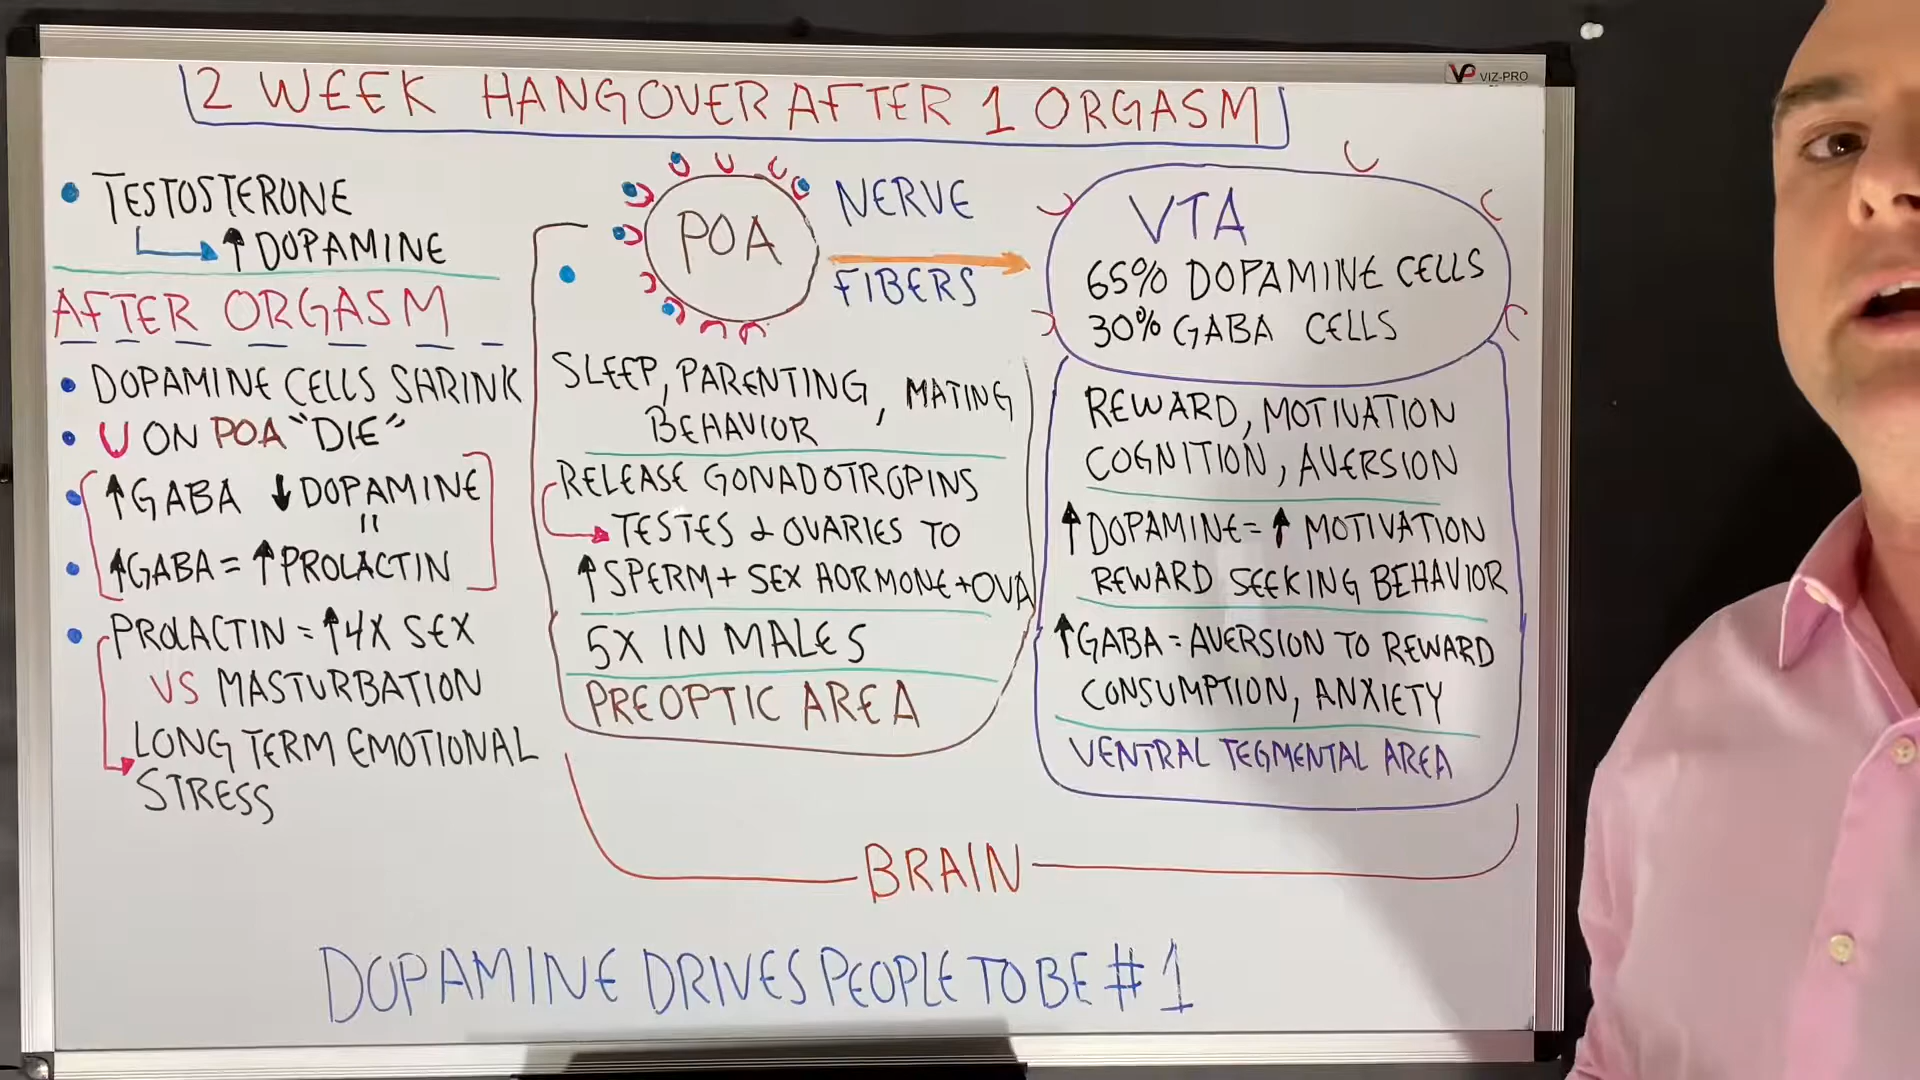 2 WEEK HANGOVER AFTER 1 ORGASM
VP VIZ-PRO
TESTOSTERONE
↑ DOPAMINE
AFTER ORGASM
DOPAMINE CELLS SHRINK
U ON POA "DIE"
↑GABA ↓DOPAMINE
"
↑GABA = ↑PROLACTIN
PROLACTIN = ↑4X SEX
VS MASTURBATION
LONG TERM EMOTIONAL
STRESS
POA
NERVE
FIBERS
SLEEP, PARENTING, MATING
BEHAVIOR
RELEASE GONADOTROPINS
TESTES & OVARIES TO
↑SPERM + SEX HORMONE + OVA
5X IN MALES
PREOPTIC AREA
VTA
65% DOPAMINE CELLS
30% GABA CELLS
REWARD, MOTIVATION
COGNITION, AVERSION
↑DOPAMINE = ↑ MOTIVATION
REWARD SEEKING BEHAVIOR
↑GABA = AVERSION TO REWARD
CONSUMPTION, ANXIETY
VENTRAL TEGMENTAL AREA
BRAIN
DOPAMINE DRIVES PEOPLE TO BE #1